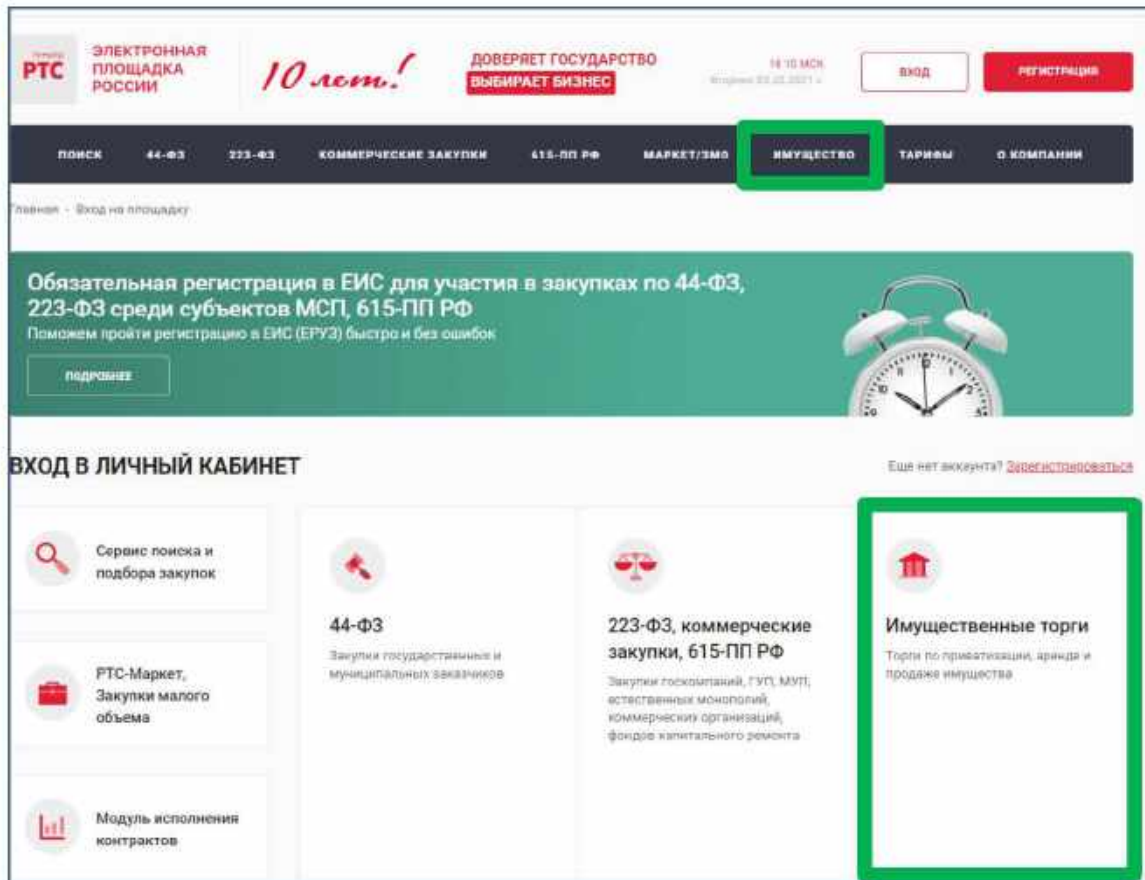 РТС
ЭЛЕКТРОННАЯ
ПЛОЩАДКА
РОССИИ
10 лет!
ДОВЕРЯЕТ ГОСУДАРСТВО
ВЫБИРАЕТ БИЗНЕС
МСК
ВХОД
РЕГИСТРАЦИЯ
ПОИСК 44-ФЗ 223-ФЗ КОММЕРЧЕСКИЕ ЗАКУПКИ 615-ПП РФ МАРКЕТ/ЗМО ИМУЩЕСТВО ТАРИФЫ О КОМПАНИИ
Главная - Вход на площадку
Обязательная регистрация в ЕИС для участия в закупках по 44-ФЗ,
223-ФЗ среди субъектов МСП, 615-ПП РФ
Поможем пройти регистрацию в ЕИС (ЕРУЗ) быстро и без ошибок
ПОДРОБНЕЕ
ВХОД В ЛИЧНЫЙ КАБИНЕТ
Еще нет аккаунта? Зарегистрироваться
Сервис поиска и
подбора закупок
РТС-Маркет,
Закупки малого
объема
Модуль исполнения
контрактов
44-ФЗ
Закупки государственных и
муниципальных заказчиков
223-ФЗ, коммерческие
закупки, 615-ПП РФ
Закупки госкомпаний, ГУП, МУП,
естественных монополий,
коммерческих организаций,
фондов капитального ремонта
Имущественные торги
Торги по приватизации, аренде и
продаже имущества